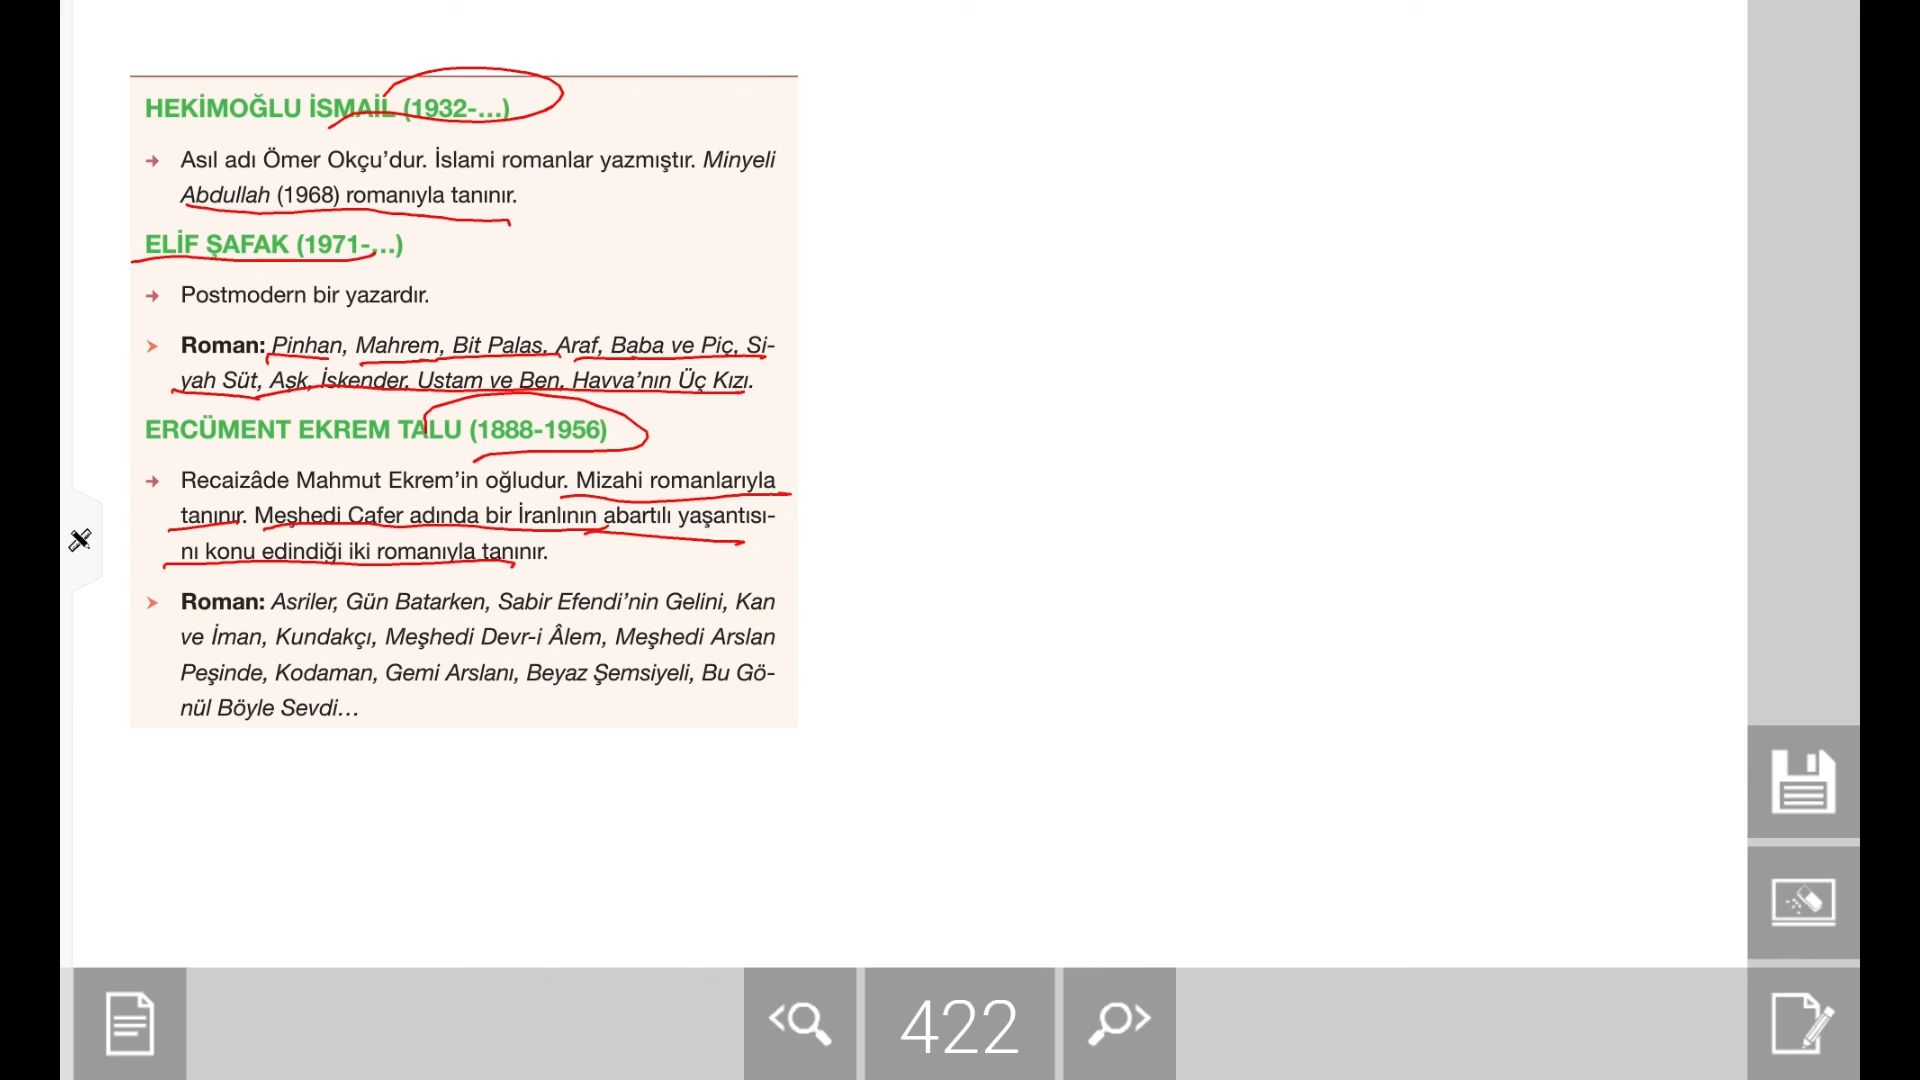 HEKİMOĞLU İSMAİL (1932-...)
Asıl adı Ömer Okçu’dur. İslami romanlar yazmıştır. Minyeli
Abdullah (1968) romanıyla tanınır.
ELİF ŞAFAK (1971-...)
Postmodern bir yazardır.
Roman: Pinhan, Mahrem, Bit Palas, Araf, Baba ve Piç, Si-
yah Süt, Aşk, İskender, Ustam ve Ben, Havva’nın Üç Kızı.
ERCÜMENT EKREM TALU (1888-1956)
Recaizâde Mahmut Ekrem’in oğludur. Mizahi romanlarıyla
tanınır. Meşhedi Cafer adında bir İranlının abartılı yaşantısı-
nı konu edindiği iki romanıyla tanınır.
Roman: Asriler, Gün Batarken, Sabir Efendi’nin Gelini, Kan
ve İman, Kundakçı, Meşhedi Devr-i Âlem, Meşhedi Arslan
Peşinde, Kodaman, Gemi Arslanı, Beyaz Şemsiyeli, Bu Gö-
nül Böyle Sevdi...
422